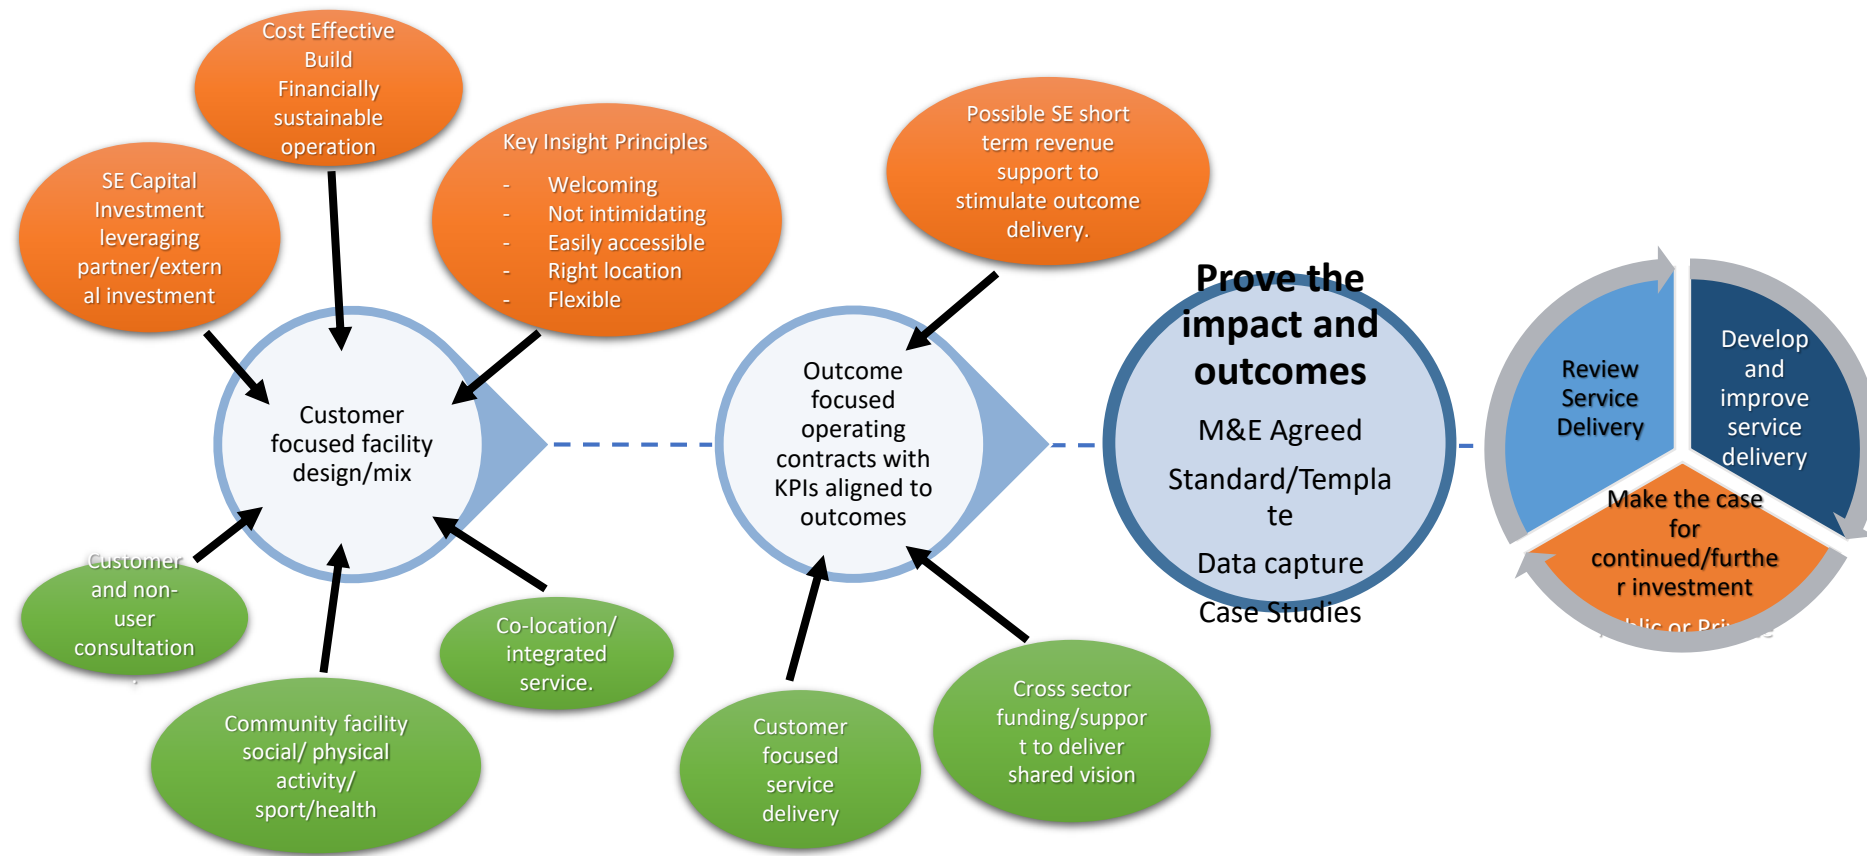 Cost Effective
Build
Financially
sustainable
operation
SE Capital
Investment
leveraging
partner/extern
al investment
Key Insight Principles
- Welcoming
- Not intimidating
- Easily accessible
- Right location
- Flexible
Possible SE short
term revenue
support to
stimulate outcome
delivery.
Customer
focused facility
design/mix
Outcome
focused
operating
contracts with
KPIs aligned to
outcomes
Prove the
impact and
outcomes
M&E Agreed
Standard/Templa
te
Data capture
Case Studies
Review
Service
Delivery
Develop
and
improve
service
delivery
Make the case
for
continued/furthe
r investment
Public or Private
Customer
and non-
user
consultation
.
Community facility
social/ physical
activity/
sport/health
Co-location/
integrated
service.
Customer
focused
service
delivery
Cross sector
funding/suppor
t to deliver
shared vision